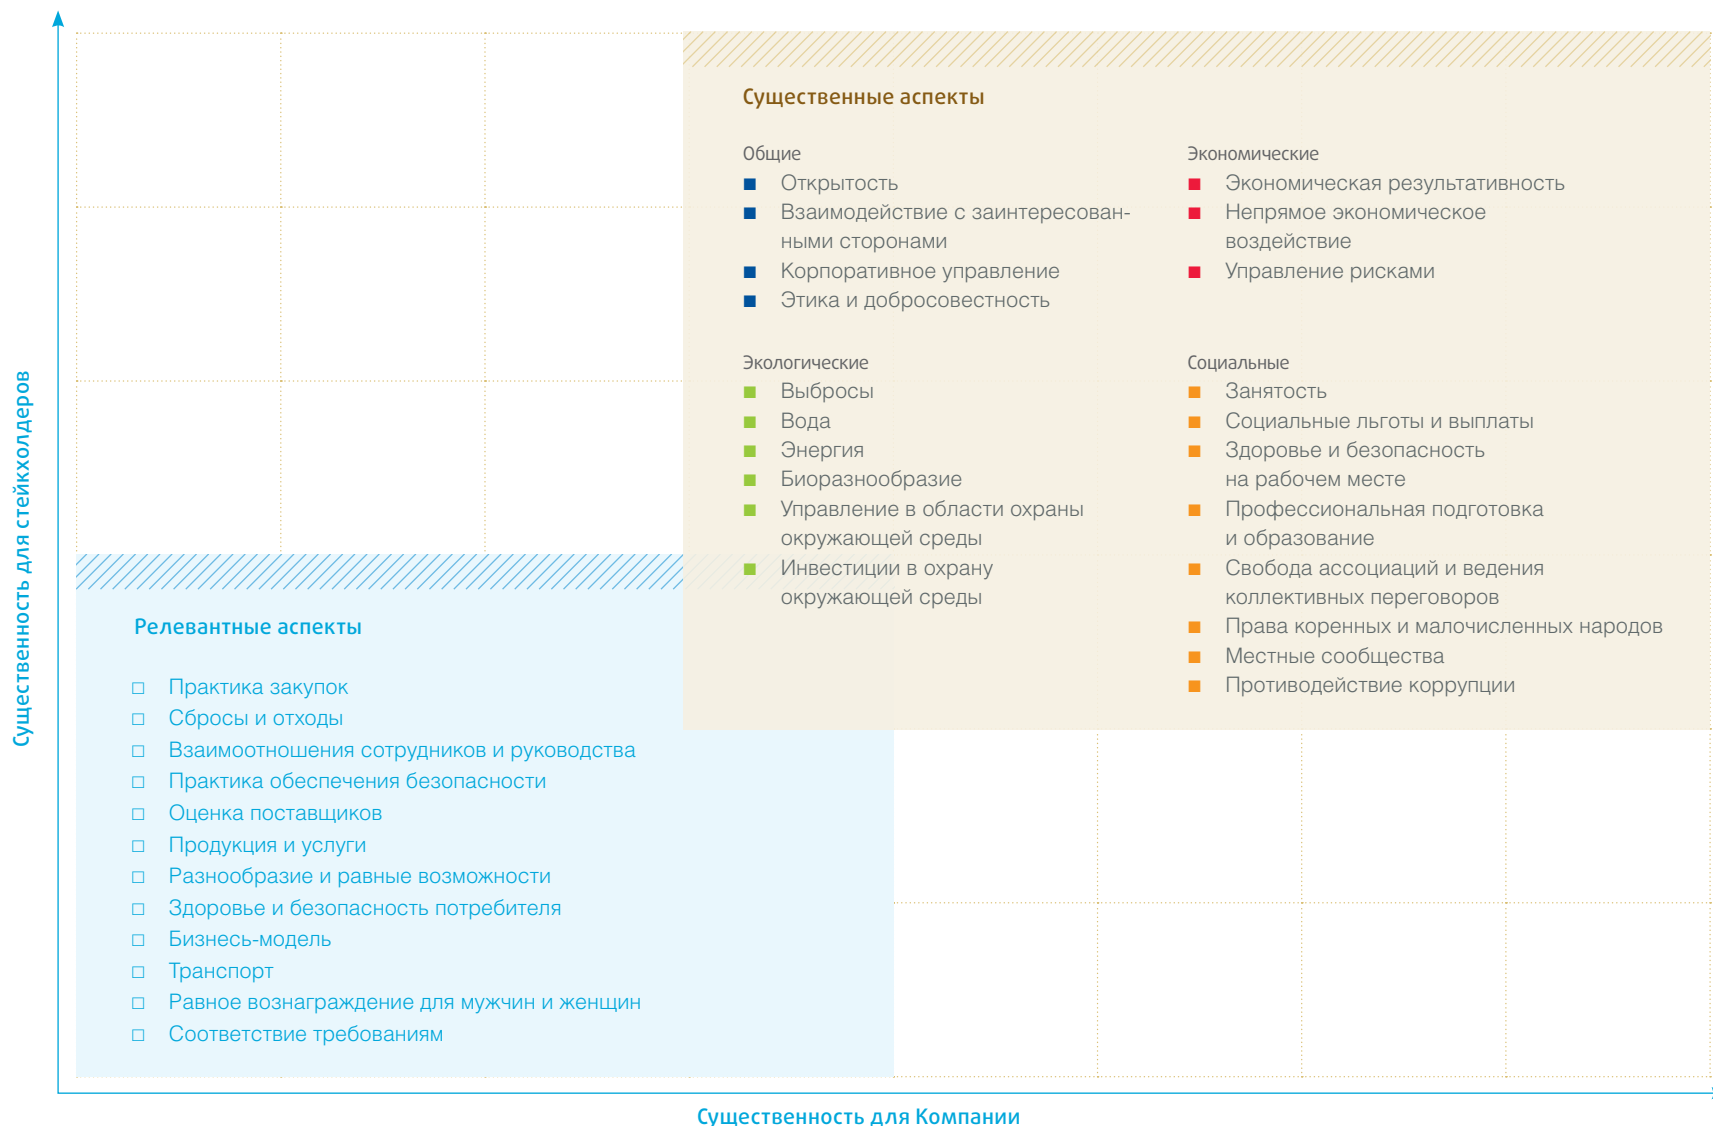 Существенность для стейкхолдеров
Существенные аспекты
Общие
Открытость
Взаимодействие с заинтересован-
ными сторонами
Корпоративное управление
Этика и добросовестность
Экономические
Экономическая результативность
Непрямое экономическое
воздействие
Управление рисками
Экологические
Выбросы
Вода
Энергия
Биоразнообразие
Управление в области охраны
окружающей среды
Инвестиции в охрану
окружающей среды
Социальные
Занятость
Социальные льготы и выплаты
Здоровье и безопасность
на рабочем месте
Профессиональная подготовка
и образование
Свобода ассоциаций и ведения
коллективных переговоров
Права коренных и малочисленных народов
Местные сообщества
Противодействие коррупции
Релевантные аспекты
Практика закупок
Сбросы и отходы
Взаимоотношения сотрудников и руководства
Практика обеспечения безопасности
Оценка поставщиков
Продукция и услуги
Разнообразие и равные возможности
Здоровье и безопасность потребителя
Бизнесь-модель
Транспорт
Равное вознаграждение для мужчин и женщин
Соответствие требованиям
Существенность для Компании